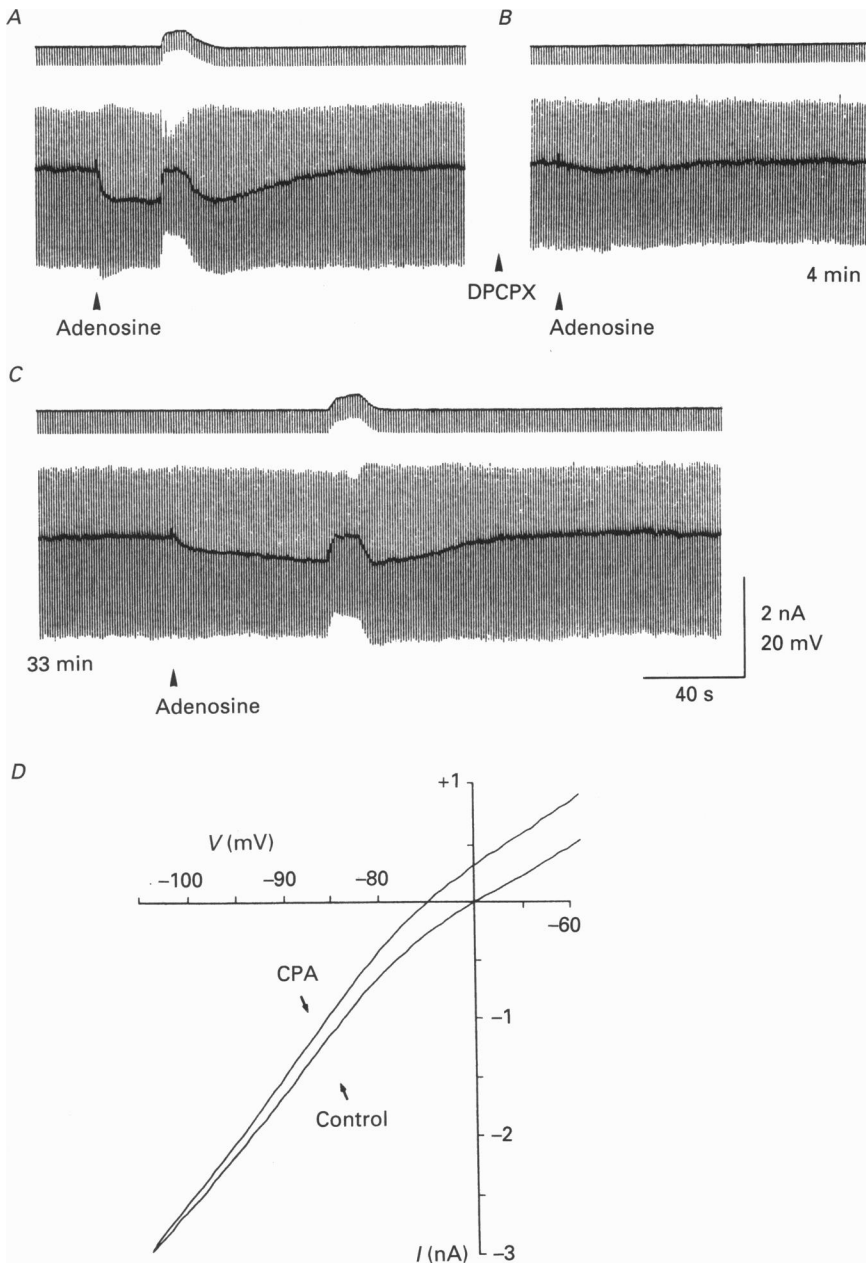 A
B
Adenosine
DPCPX
4 min
Adenosine
C
33 min
Adenosine
2 nA
20 mV
40 s
D
+1
V (mV)
–100
–90
–80
–60
CPA
Control
–1
–2
I (nA)
–3